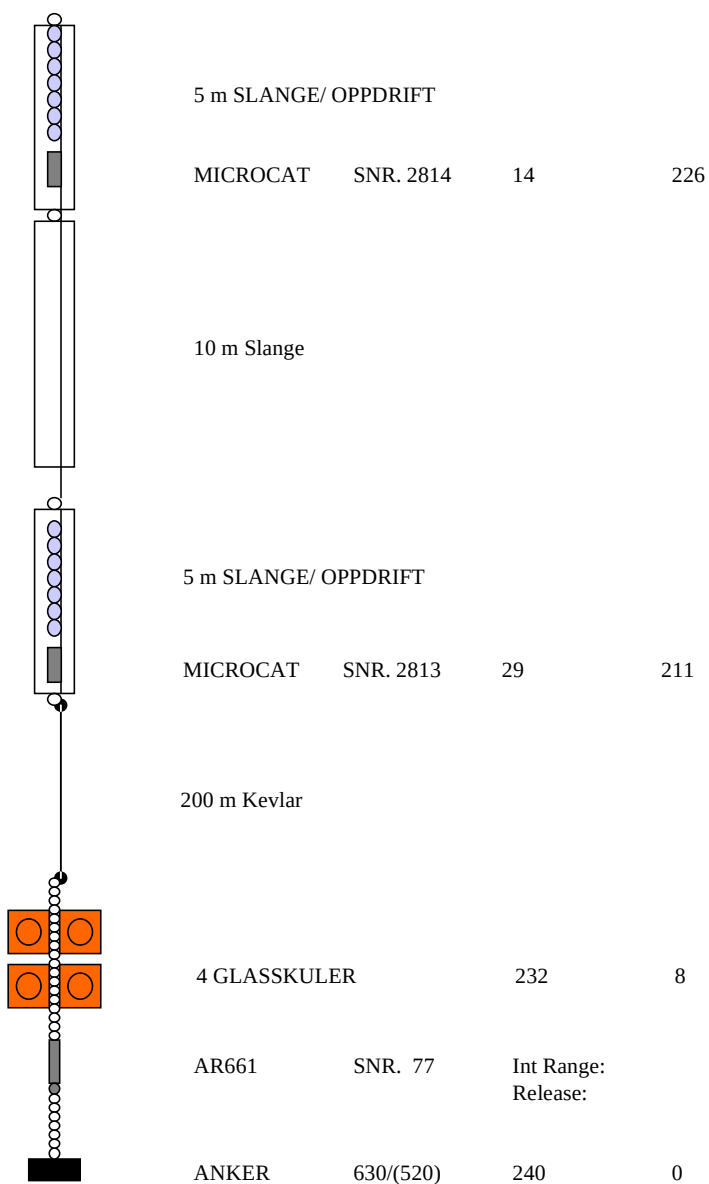 5 m SLANGE/ OPPDRIFT
MICROCAT SNR. 2814 14 226
10 m Slange
5 m SLANGE/ OPPDRIFT
MICROCAT SNR. 2813 29 211
200 m Kevlar
4 GLASSKULER 232 8
AR661 SNR. 77 Int Range:
Release:
ANKER 630/(520) 240 0